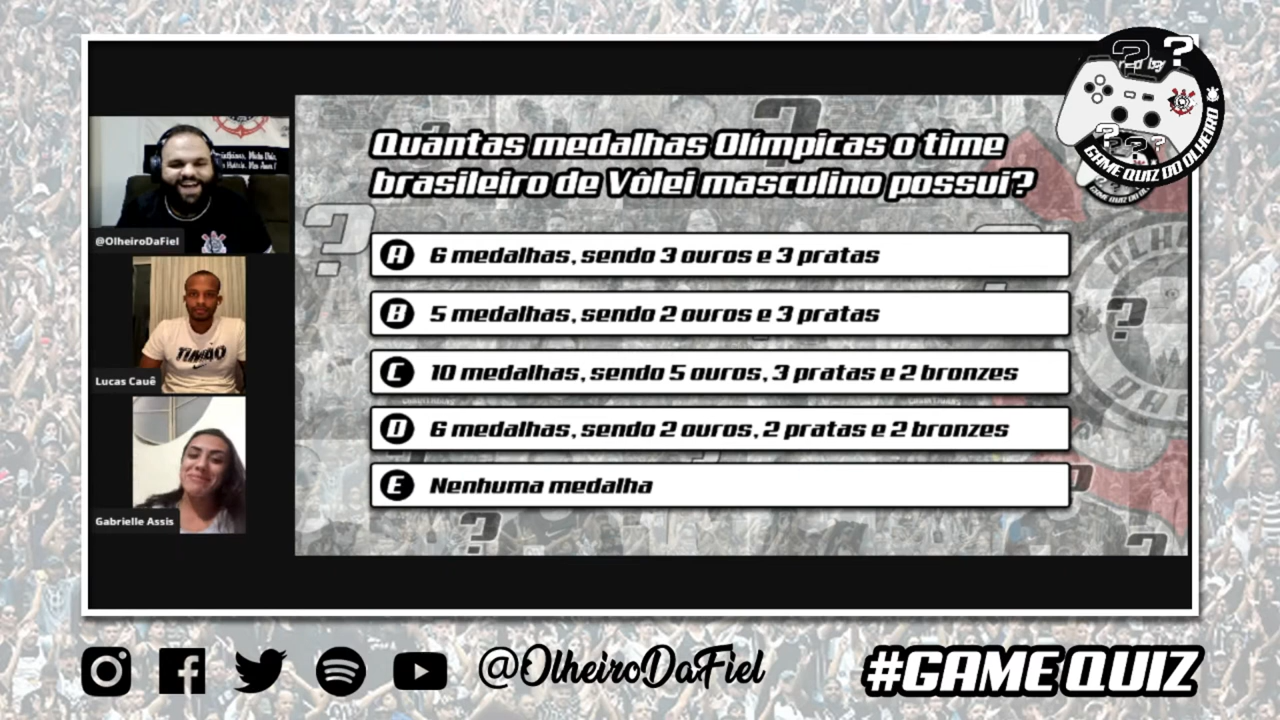 Quantas medalhas Olímpicas o time
brasileiro de Vôlei masculino possui?
A 6 medalhas, sendo 3 ouros e 3 pratas
B 5 medalhas, sendo 2 ouros e 3 pratas
C 10 medalhas, sendo 5 ouros, 3 pratas e 2 bronzes
D 6 medalhas, sendo 2 ouros, 2 pratas e 2 bronzes
E Nenhuma medalha
@OlheiroDaFiel
TIMÃO
Lucas Cauê
Gabrielle Assis
GAME QUIZ DO OLHEIRO
@OlheiroDaFiel
#GAME QUIZ